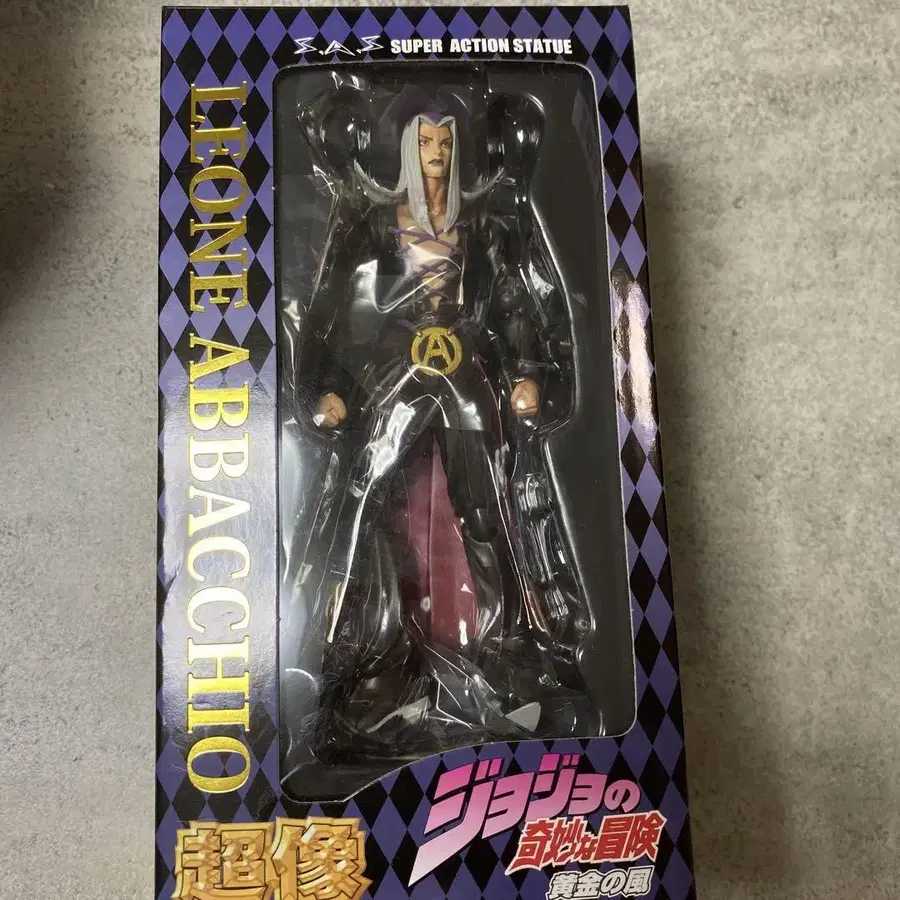 S.A.S SUPER ACTION STATUE
LEONE ABBACCHIO
A
超像
ジョジョの
奇妙な冒険
黄金の風